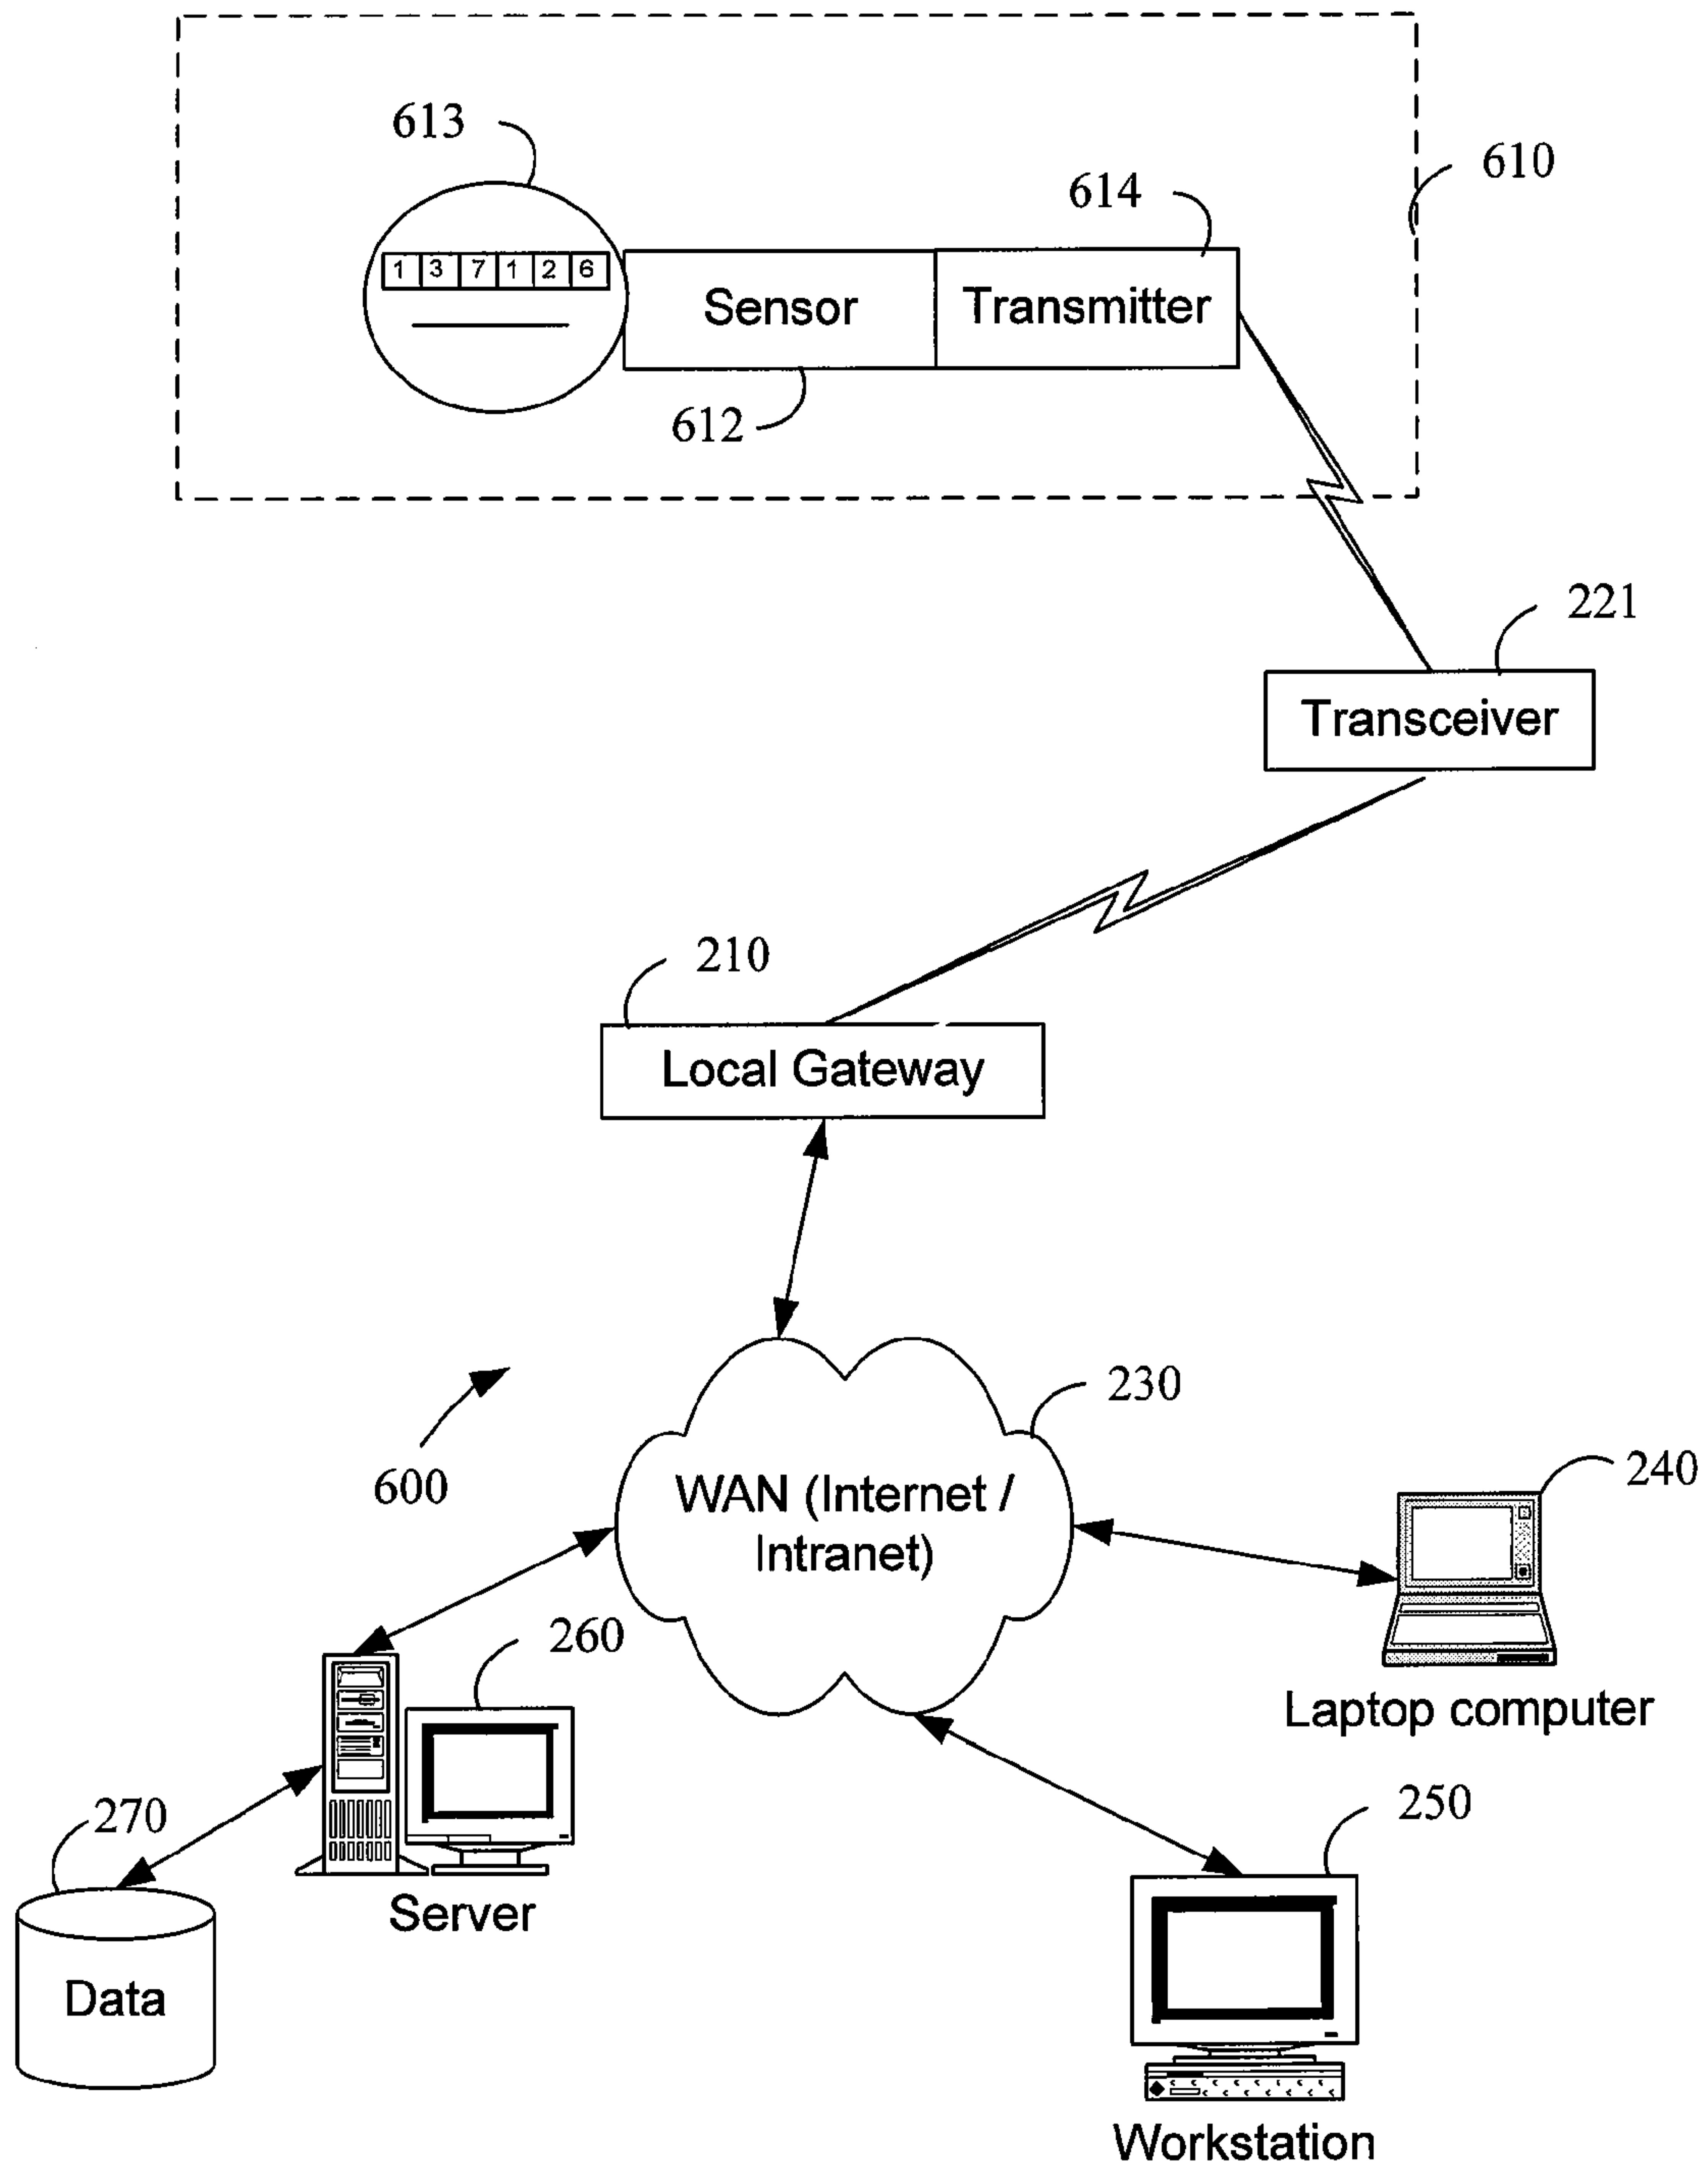 613
610
614
1 3 7 1 2 6
Sensor
Transmitter
612
221
Transceiver
210
Local Gateway
230
600
WAN (Internet /
Intranet)
240
260
Laptop computer
270
250
Server
Data
Workstation